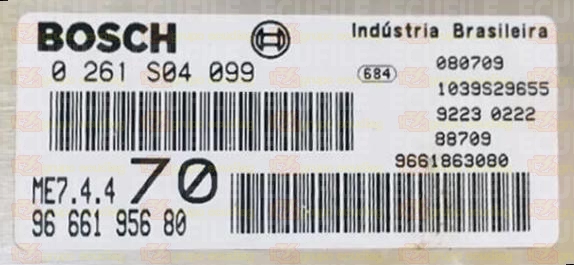 BOSCH
Indústria Brasileira
0 261 S04 099
684
080709
1039S29655
9223 0222
88709
9661863080
ME7.4.4 70
96 661 956 80